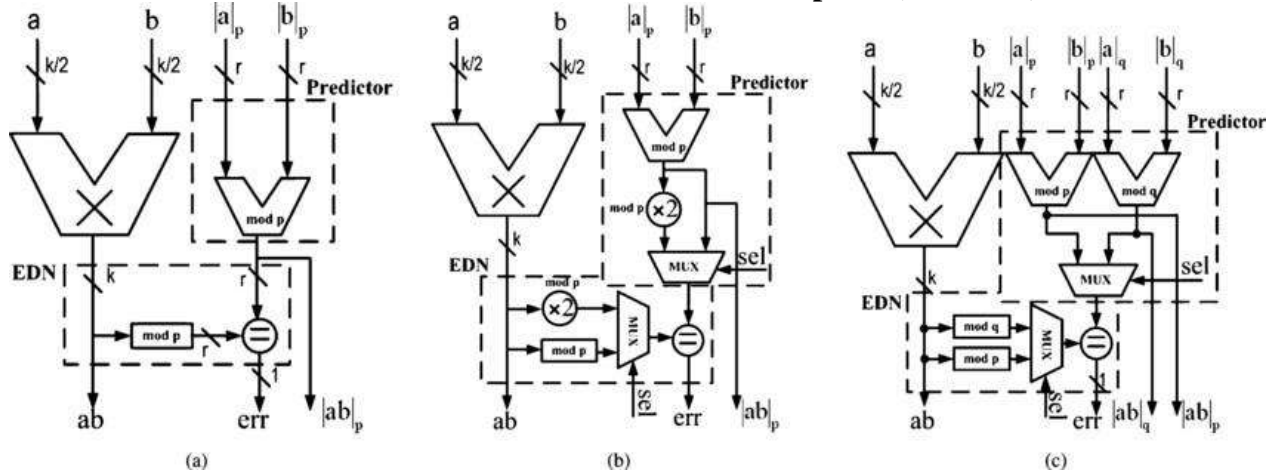 a
b
|a|p
|b|p
k/2
k/2
r
r
Predictor
mod p
EDN
k
r
mod p
r
=
1
ab
err
|ab|p
(a)
a
b
|a|p
|b|p
k/2
k/2
r
r
Predictor
mod p
mod p
×2
MUX
sel
EDN
k
mod p
×2
mod p
MUX
=
sel
ab
err
|ab|p
(b)
a
b
|a|p
|b|p
|a|q
|b|q
k/2
k/2
r
r
r
r
Predictor
mod p
mod q
MUX
sel
EDN
k
mod q
mod p
MUX
=
1
sel
ab
err
|ab|q
|ab|p
(c)